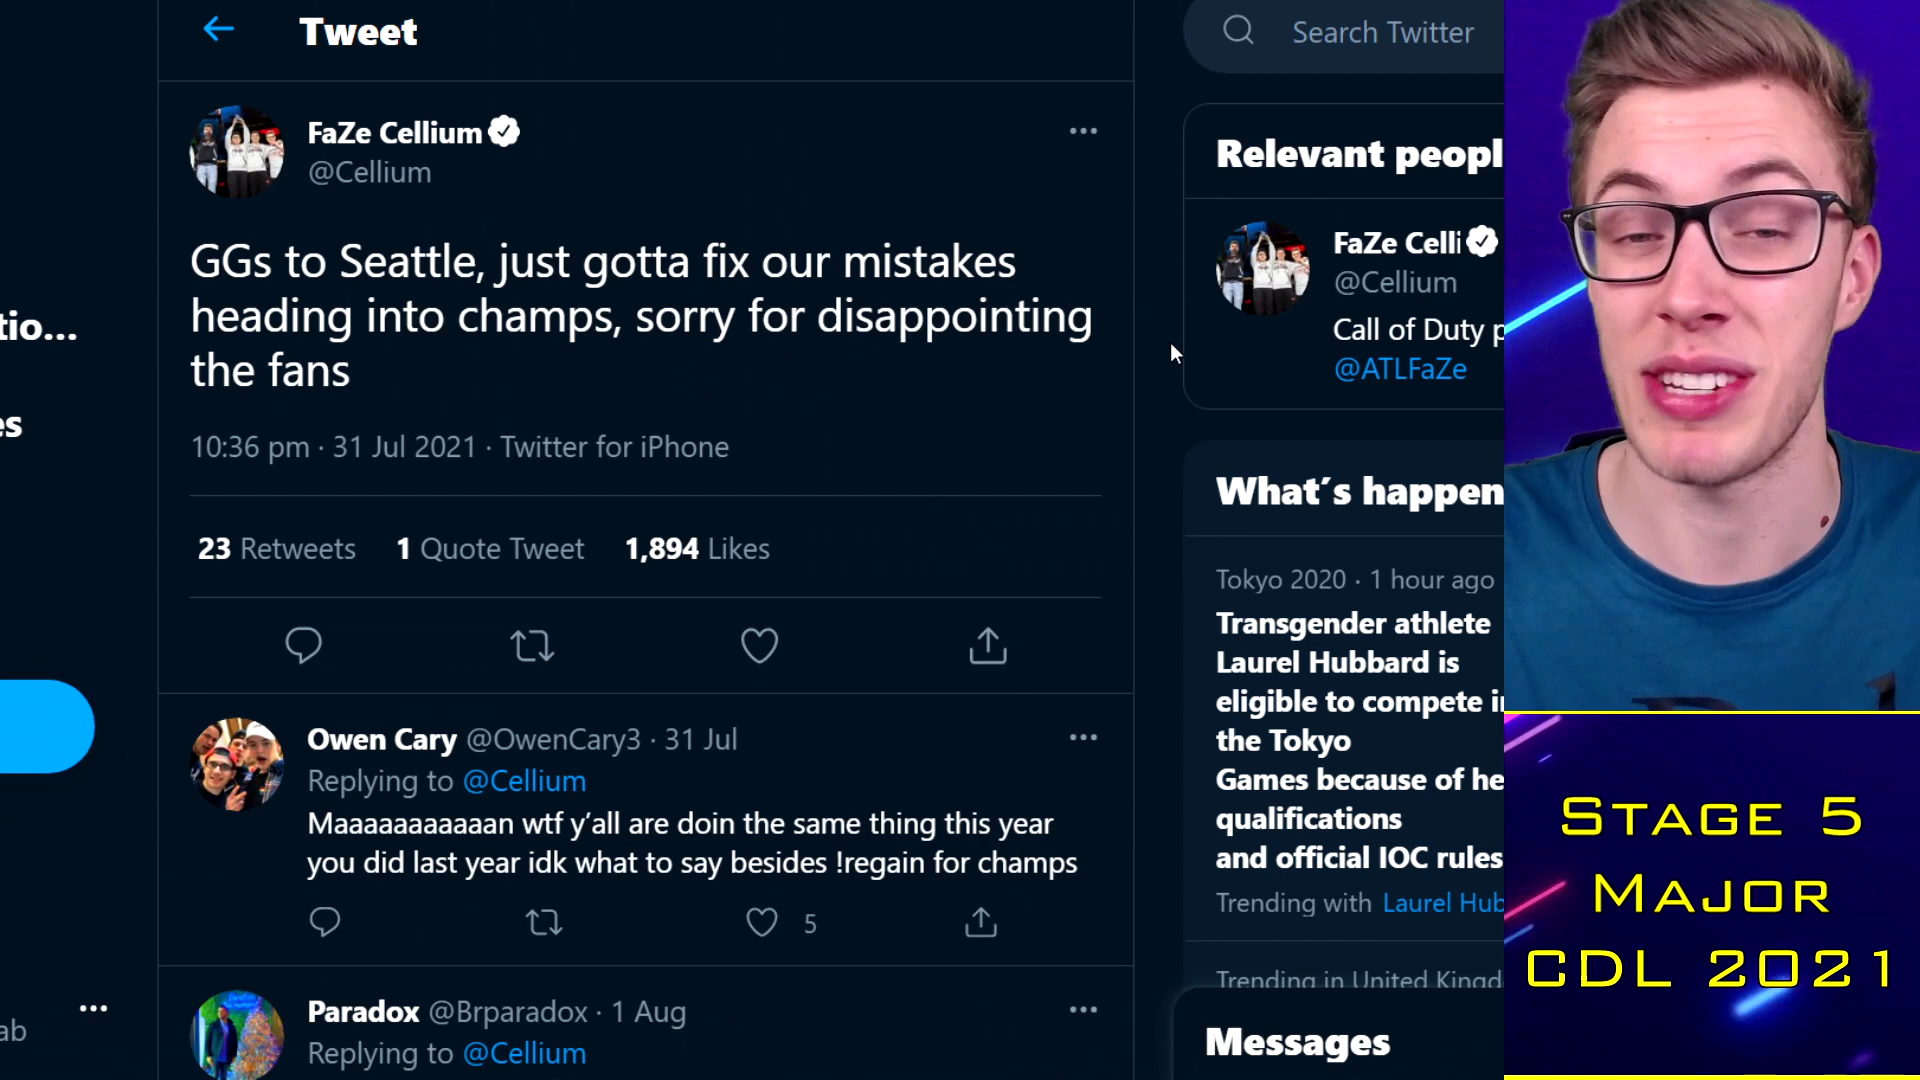 Tweet
Search Twitter
FaZe Cellium
@Cellium
GGs to Seattle, just gotta fix our mistakes
heading into champs, sorry for disappointing
the fans
10:36 pm · 31 Jul 2021 · Twitter for iPhone
23 Retweets 1 Quote Tweet 1,894 Likes
Owen Cary @OwenCary3 · 31 Jul
Replying to @Cellium
Maaaaaaaaaaan wtf y'all are doin the same thing this year
you did last year idk what to say besides !regain for champs
5
Paradox @Brparadox · 1 Aug
Replying to @Cellium
tio...
es
ab
Relevant peopl
FaZe Celli
@Cellium
Call of Duty p
@ATLFaZe
What's happen
Tokyo 2020 · 1 hour ago
Transgender athlete
Laurel Hubbard is
eligible to compete i
the Tokyo
Games because of he
qualifications
and official IOC rules
Trending with Laurel Hub
Trending in United Kingd
Messages
Stage 5
Major
CDL 2021